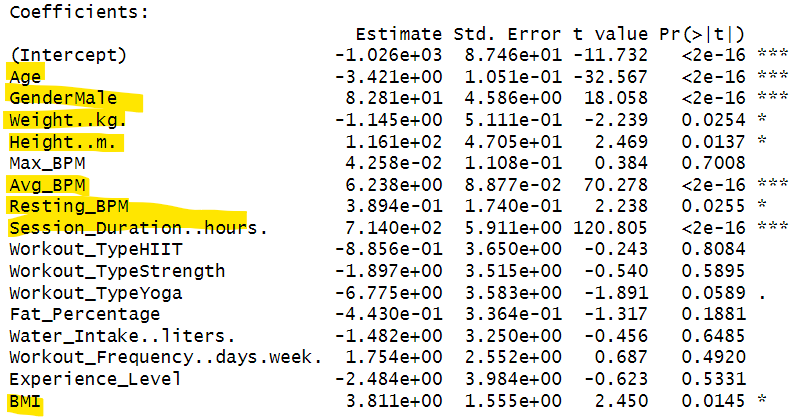 Coefficients:
Estimate Std. Error t value Pr(>|t|)
(Intercept) -1.026e+03 8.746e+01 -11.732 <2e-16 ***
Age -3.421e+00 1.051e-01 -32.567 <2e-16 ***
GenderMale 8.281e+01 4.586e+00 18.058 <2e-16 ***
Weight..kg. -1.145e+00 5.111e-01 -2.239 0.0254 *
Height..m. 1.161e+02 4.705e+01 2.469 0.0137 *
Max_BPM 4.258e-02 1.108e-01 0.384 0.7008
Avg_BPM 6.238e+00 8.877e-02 70.278 <2e-16 ***
Resting_BPM 3.894e-01 1.740e-01 2.238 0.0255 *
Session_Duration..hours. 7.140e+02 5.911e+00 120.805 <2e-16 ***
Workout_TypeHIIT -8.856e-01 3.650e+00 -0.243 0.8084
Workout_TypeStrength -1.897e+00 3.515e+00 -0.540 0.5895
Workout_TypeYoga -6.775e+00 3.583e+00 -1.891 0.0589 .
Fat_Percentage -4.430e-01 3.364e-01 -1.317 0.1881
Water_Intake..liters. -1.482e+00 3.250e+00 -0.456 0.6485
Workout_Frequency..days.week. 1.754e+00 2.552e+00 0.687 0.4920
Experience_Level -2.484e+00 3.984e+00 -0.623 0.5331
BMI 3.811e+00 1.555e+00 2.450 0.0145 *